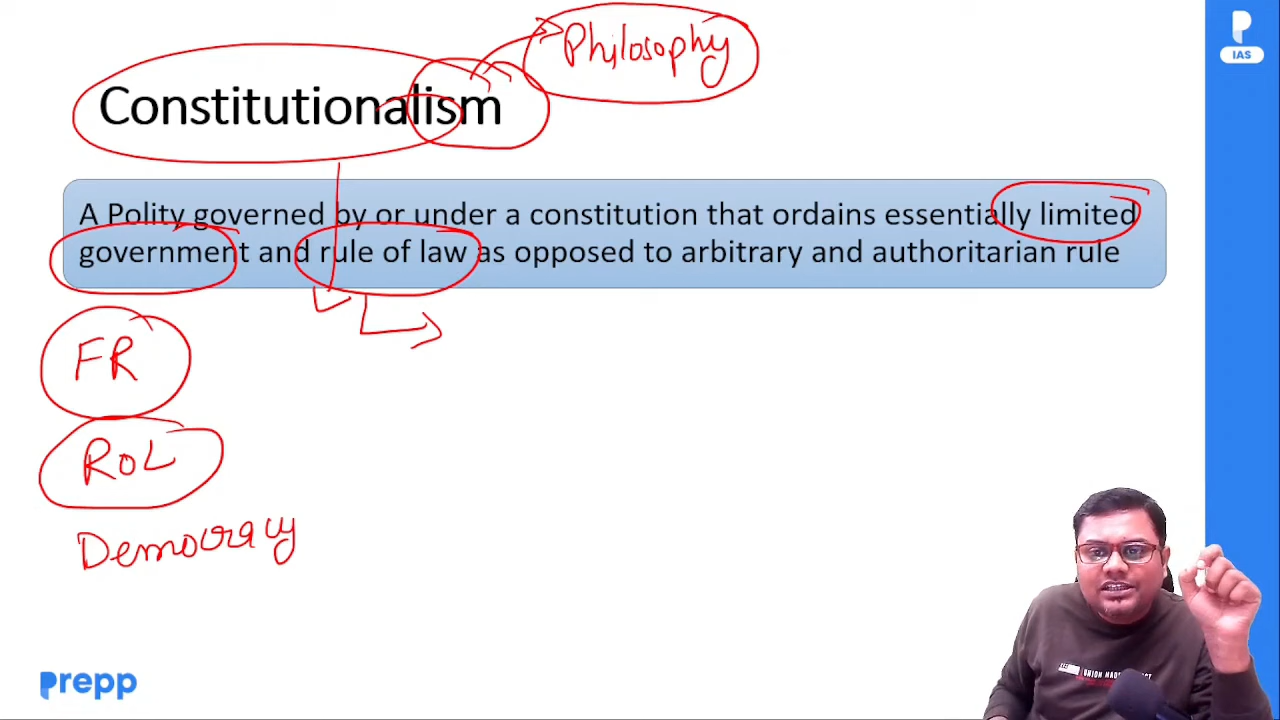 Philosophy
Constitutionalism
A Polity governed by or under a constitution that ordains essentially limited
government and rule of law as opposed to arbitrary and authoritarian rule
FR
RoL
Democracy
prepp
IAS